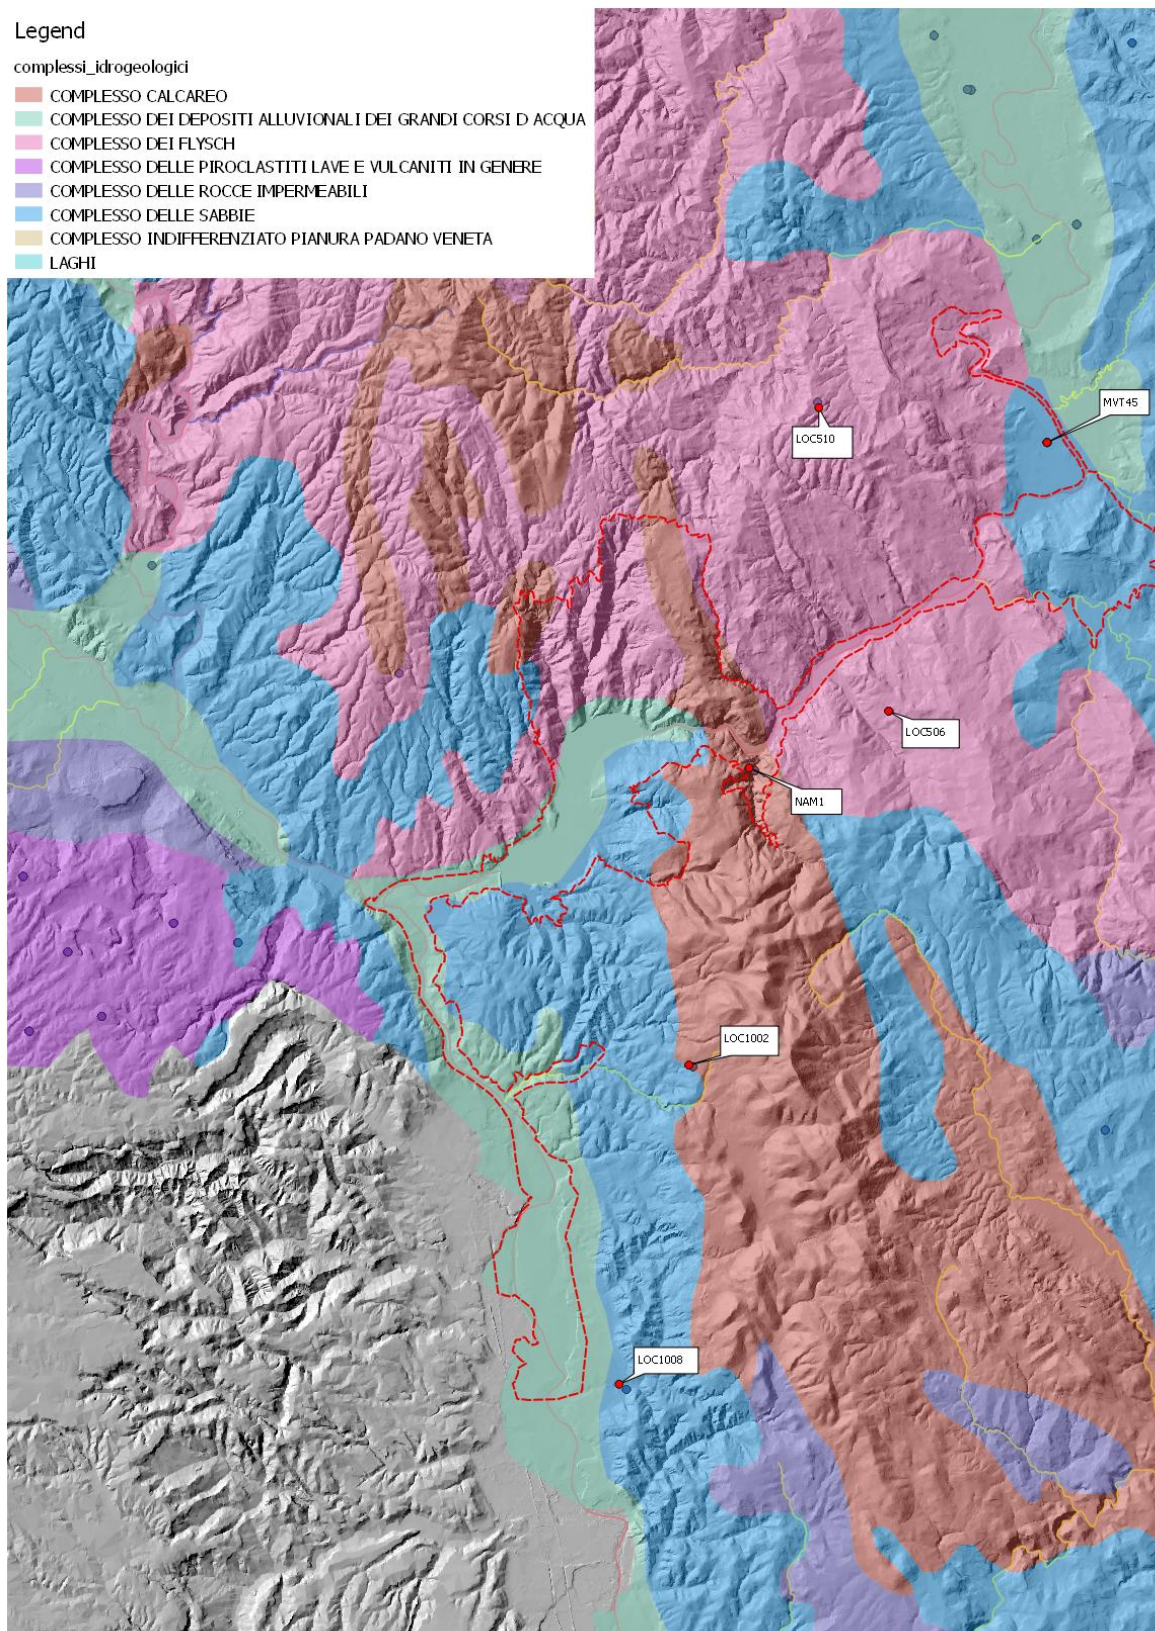 Legend
complessi_idrogeologici
COMPLESSO CALCAREO
COMPLESSO DEI DEPOSITI ALLUVIONALI DEI GRANDI CORSI D ACQUA
COMPLESSO DEI FLYSCH
COMPLESSO DELLE PIROCLASTITI LAVE E VULCANITI IN GENERE
COMPLESSO DELLE ROCCE IMPERMEABILI
COMPLESSO DELLE SABBIE
COMPLESSO INDIFFERENZIATO PIANURA PADANO VENETA
LAGHI
MVT45
LOC510
LOC506
NAM1
LOC1002
LOC1008